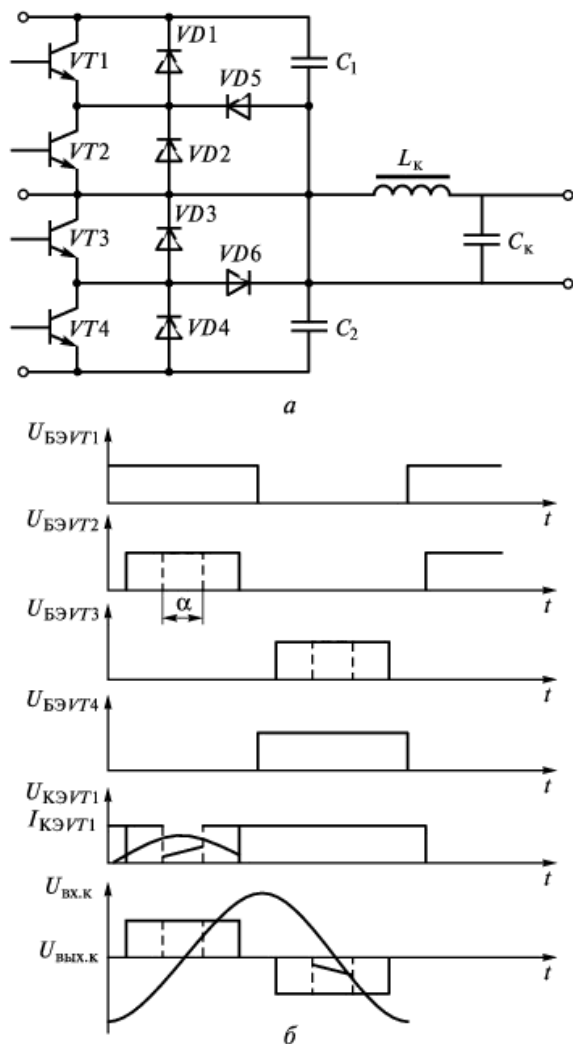 VT1
VD1
VD5
C₁
VT2
VD2
Lк
VD3
Cк
VT3
VD6
VT4
VD4
C₂
а
UБЭVT1
t
UБЭVT2
t
α
UБЭVT3
t
UБЭVT4
t
UКЭVT1
IКЭVT1
t
Uвх.к
Uвых.к
t
б